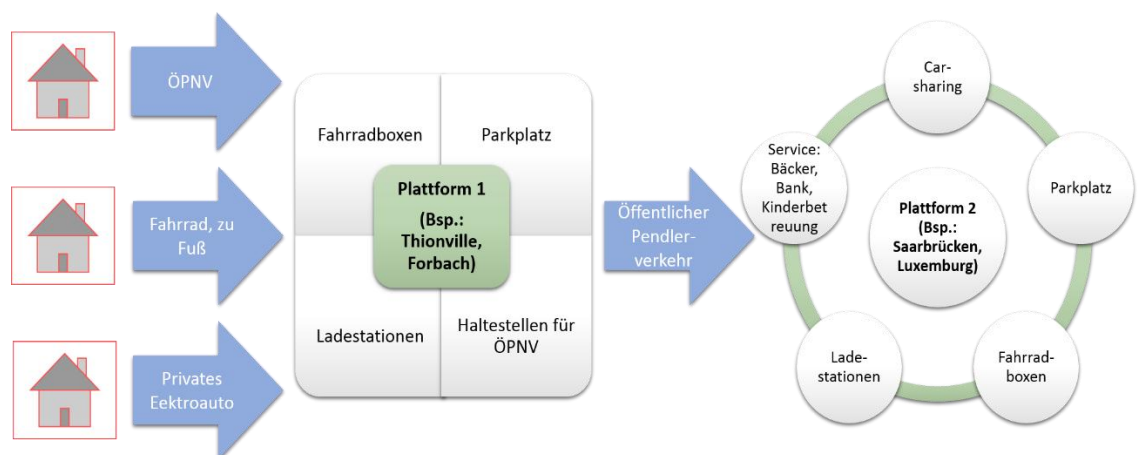 ÖPNV
Fahrrad, zu
Fuß
Privates
Eektroauto
Fahrradboxen
Parkplatz
Plattform 1
(Bsp.:
Thionville,
Forbach)
Ladestationen
Haltestellen für
ÖPNV
Öffentlicher
Pendler-
verkehr
Car-
sharing
Service:
Bäcker,
Bank,
Kinderbet
reuung
Parkplatz
Plattform 2
(Bsp.:
Saarbrücken,
Luxemburg)
Lade-
stationen
Fahrrad-
boxen